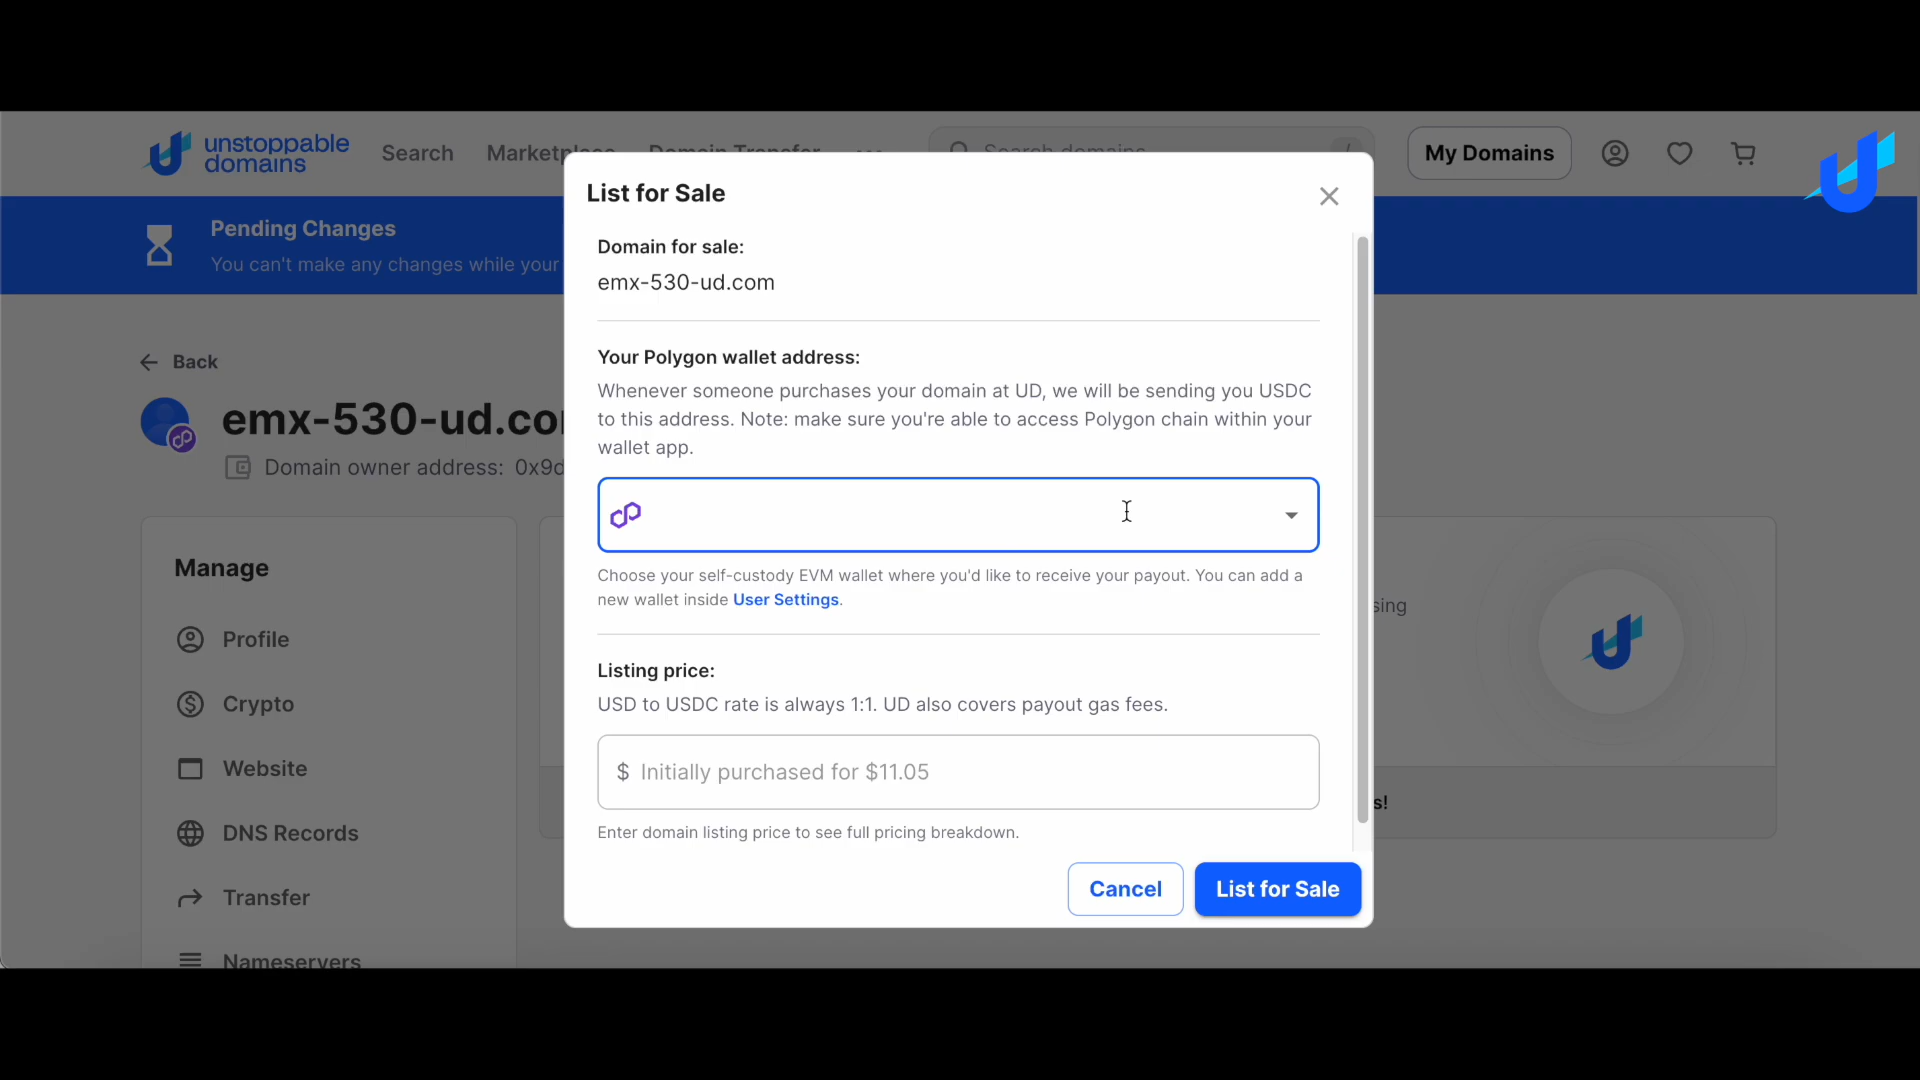 unstoppable
domains
Search
Marketplace
Domain Transfer
Search domains
/
My Domains
Pending Changes
You can't make any changes while your
Back
emx-530-ud.co
Domain owner address: 0x9d
Manage
Profile
Crypto
Website
DNS Records
Transfer
Nameservers
List for Sale
Domain for sale:
emx-530-ud.com
Your Polygon wallet address:
Whenever someone purchases your domain at UD, we will be sending you USDC
to this address. Note: make sure you're able to access Polygon chain within your
wallet app.
Choose your self-custody EVM wallet where you'd like to receive your payout. You can add a
new wallet inside User Settings.
Listing price:
USD to USDC rate is always 1:1. UD also covers payout gas fees.
$ Initially purchased for $11.05
Enter domain listing price to see full pricing breakdown.
Cancel
List for Sale
sing
s!